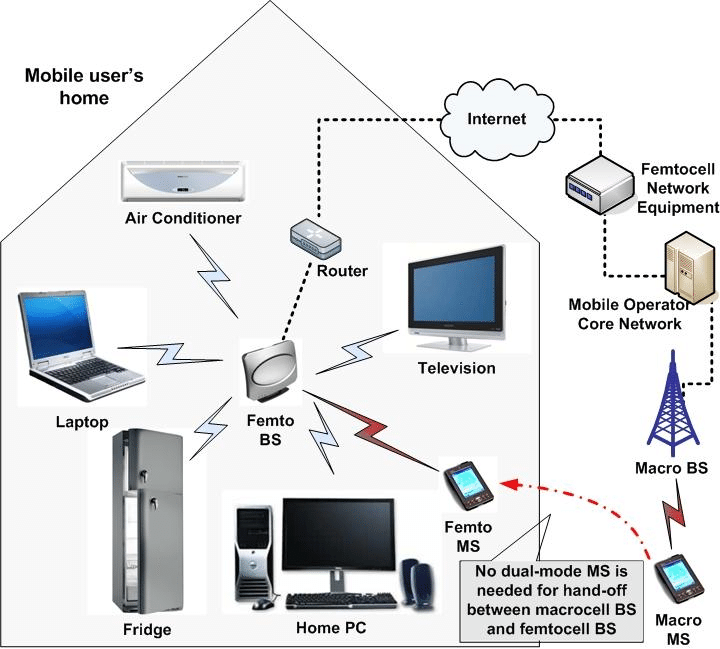 Mobile user's
home
Internet
Femtocell
Network
Equipment
Air Conditioner
Router
Mobile Operator
Core Network
Television
Laptop
Femto
BS
Macro BS
Femto
MS
No dual-mode MS is
needed for hand-off
between macrocell BS
and femtocell BS
Fridge
Home PC
Macro
MS